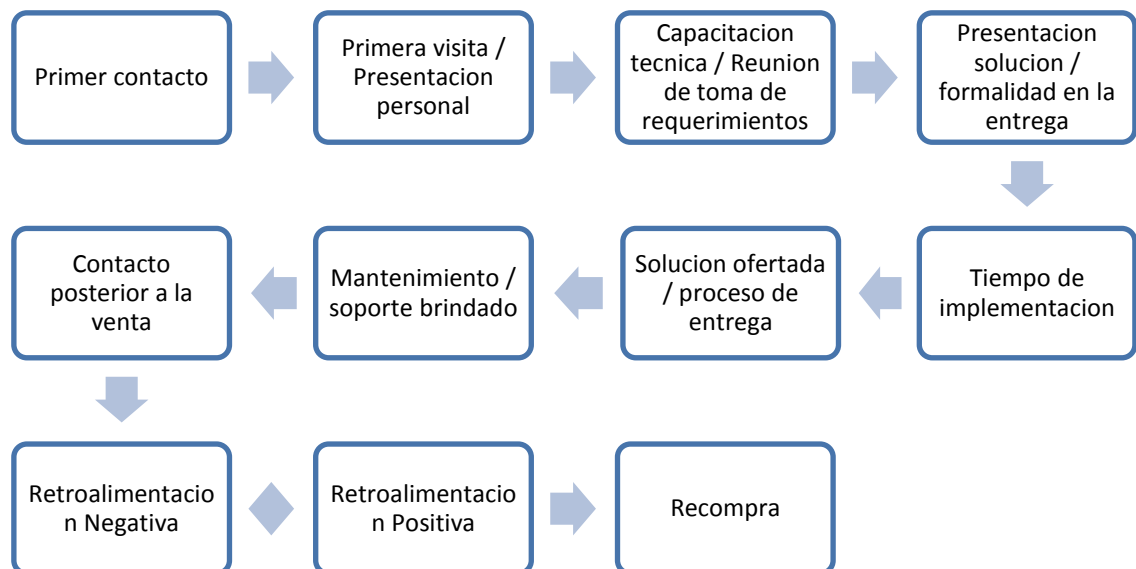 Primer contacto
Primera visita /
Presentacion
personal
Capacitacion
tecnica / Reunion
de toma de
requerimientos
Presentacion
solucion /
formalidad en la
entrega
Contacto
posterior a la
venta
Mantenimiento /
soporte brindado
Solucion ofertada
/ proceso de
entrega
Tiempo de
implementacion
Retroalimentacio
n Negativa
Retroalimentacio
n Positiva
Recompra